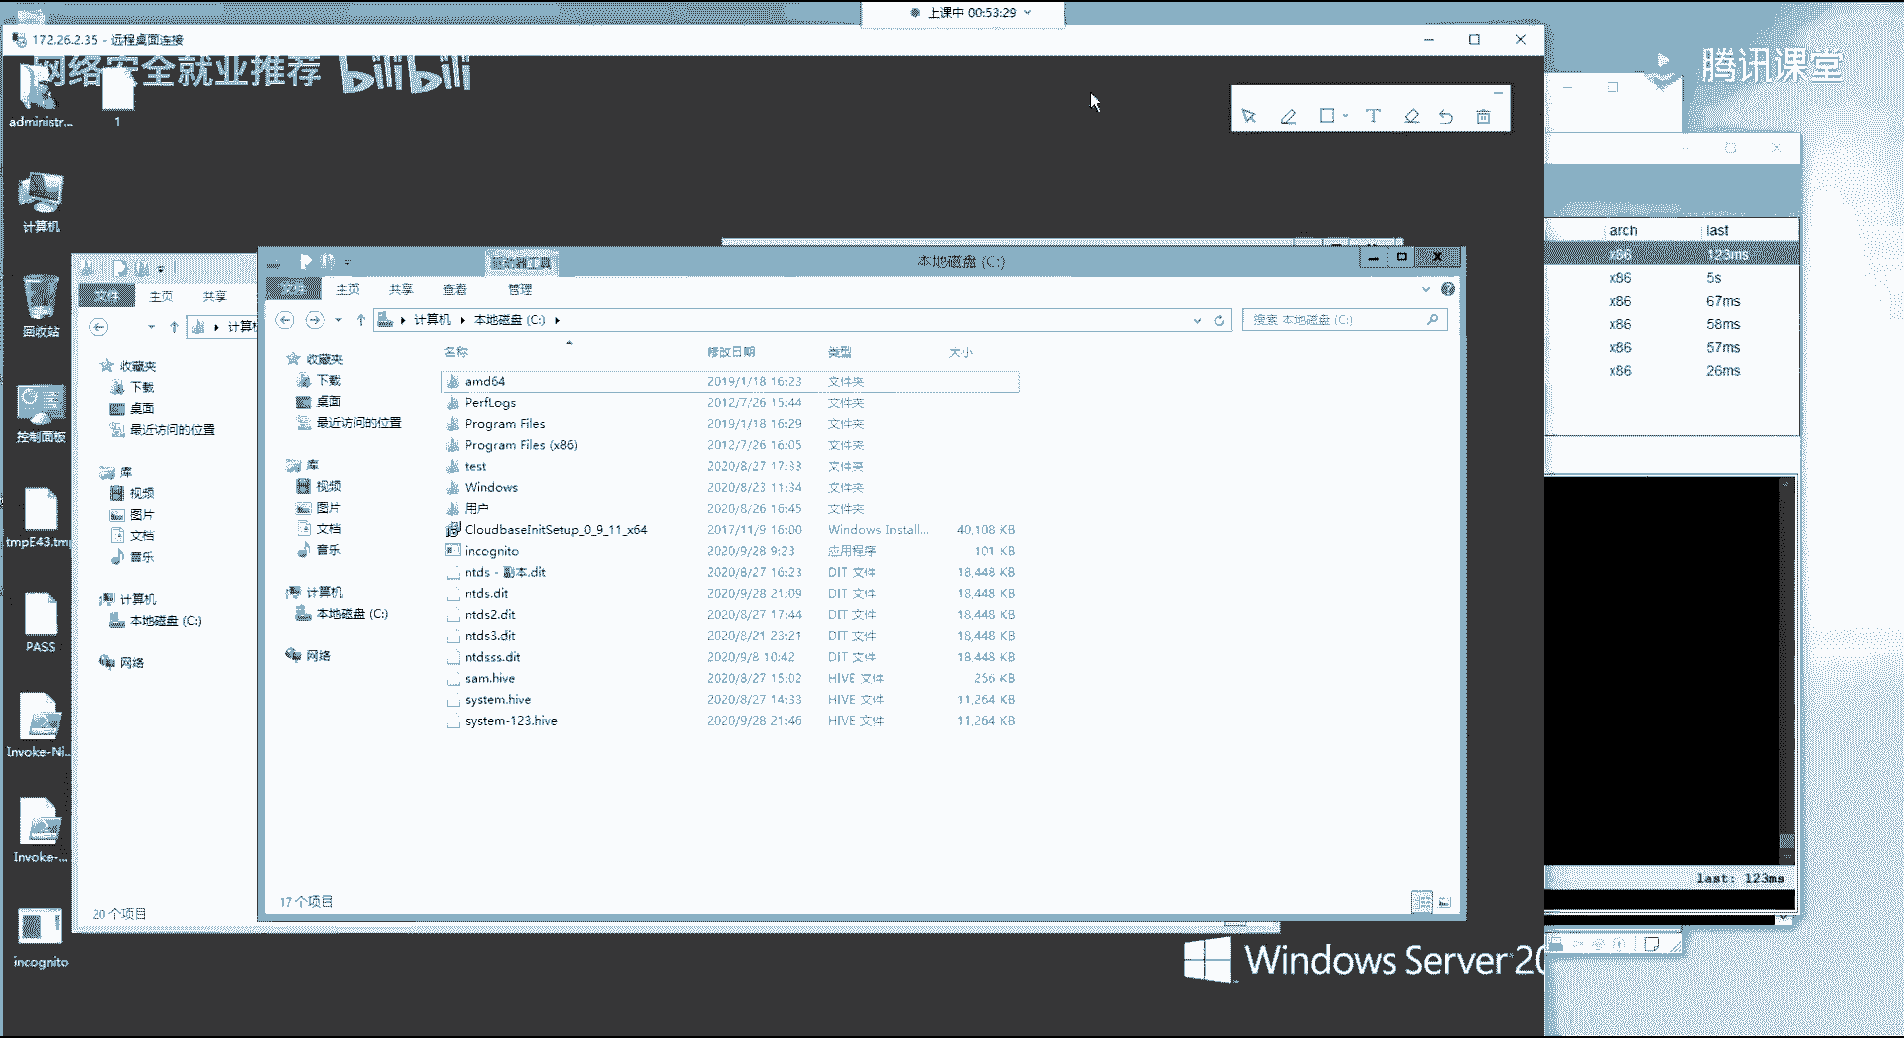 上课中 00:53:29
172.26.2.35 - 远程桌面连接
网络安全就业推荐 bilibili
腾讯课堂
administr...
1
计算机
回收站
控制面板
tmpE43.tmp
PASS
Invoke-Ni...
Invoke-...
incognito
文件 主页 共享
收藏夹
下载
桌面
最近访问的位置
库
视频
图片
文档
音乐
计算机
本地磁盘 (C:)
网络
20 个项目
驱动器工具 本地磁盘 (C:)
文件 主页 共享 查看 管理
计算机 本地磁盘 (C:) 搜索 本地磁盘 (C:)
收藏夹
下载
桌面
最近访问的位置
库
视频
图片
文档
音乐
计算机
本地磁盘 (C:)
网络
名称 修改日期 类型 大小
amd64 2019/1/18 16:23 文件夹
PerfLogs 2012/7/26 15:44 文件夹
Program Files 2019/1/18 16:29 文件夹
Program Files (x86) 2012/7/26 16:05 文件夹
test 2020/8/27 17:33 文件夹
Windows 2020/8/23 11:34 文件夹
用户 2020/8/26 16:45 文件夹
CloudbaseInitSetup_0_9_11_x64 2017/11/9 16:00 Windows Install... 40,108 KB
incognito 2020/9/28 9:23 应用程序 101 KB
ntds - 副本.dit 2020/8/27 16:23 DIT 文件 18,448 KB
ntds.dit 2020/9/28 21:09 DIT 文件 18,448 KB
ntds2.dit 2020/8/27 17:44 DIT 文件 18,448 KB
ntds3.dit 2020/8/21 23:21 DIT 文件 18,448 KB
ntdsss.dit 2020/9/8 10:42 DIT 文件 18,448 KB
sam.hive 2020/8/27 15:02 HIVE 文件 256 KB
system.hive 2020/8/27 14:33 HIVE 文件 11,264 KB
system-123.hive 2020/9/28 21:46 HIVE 文件 11,264 KB
17 个项目
arch last
x86 123ms
x86 5s
x86 67ms
x86 58ms
x86 57ms
x86 26ms
last: 123ms
Windows Server 20